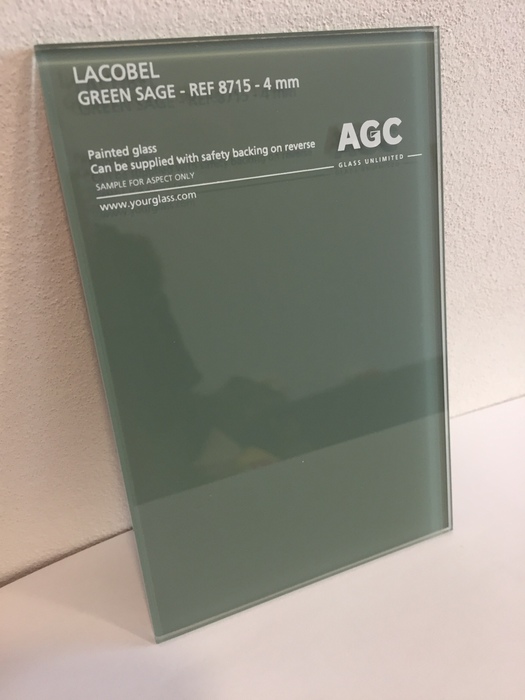 LACOBEL
GREEN SAGE - REF 8715 - 4 mm
Painted glass
Can be supplied with safety backing on reverse
SAMPLE FOR ASPECT ONLY
www.yourglass.com
AGC
GLASS UNLIMITED